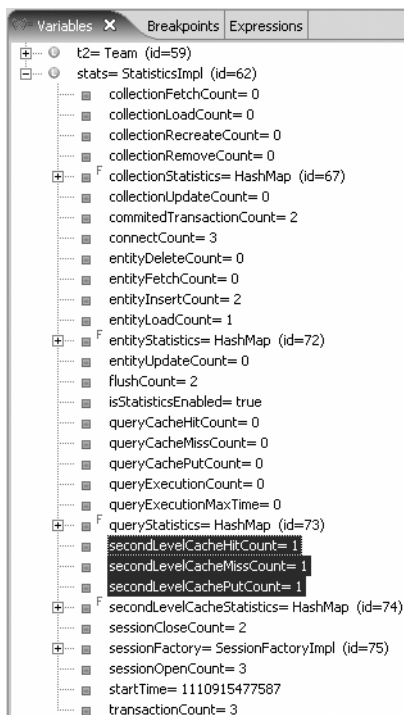 Variables Breakpoints Expressions
t2= Team (id=59)
stats= StatisticsImpl (id=62)
collectionFetchCount= 0
collectionLoadCount= 0
collectionRecreateCount= 0
collectionRemoveCount= 0
F collectionStatistics= HashMap (id=67)
collectionUpdateCount= 0
commitedTransactionCount= 2
connectCount= 3
entityDeleteCount= 0
entityFetchCount= 0
entityInsertCount= 2
entityLoadCount= 1
F entityStatistics= HashMap (id=72)
entityUpdateCount= 0
flushCount= 2
isStatisticsEnabled= true
queryCacheHitCount= 0
queryCacheMissCount= 0
queryCachePutCount= 0
queryExecutionCount= 0
queryExecutionMaxTime= 0
F queryStatistics= HashMap (id=73)
secondLevelCacheHitCount= 1
secondLevelCacheMissCount= 1
secondLevelCachePutCount= 1
F secondLevelCacheStatistics= HashMap (id=74)
sessionCloseCount= 2
sessionFactory= SessionFactoryImpl (id=75)
sessionOpenCount= 3
startTime= 1110915477587
transactionCount= 3